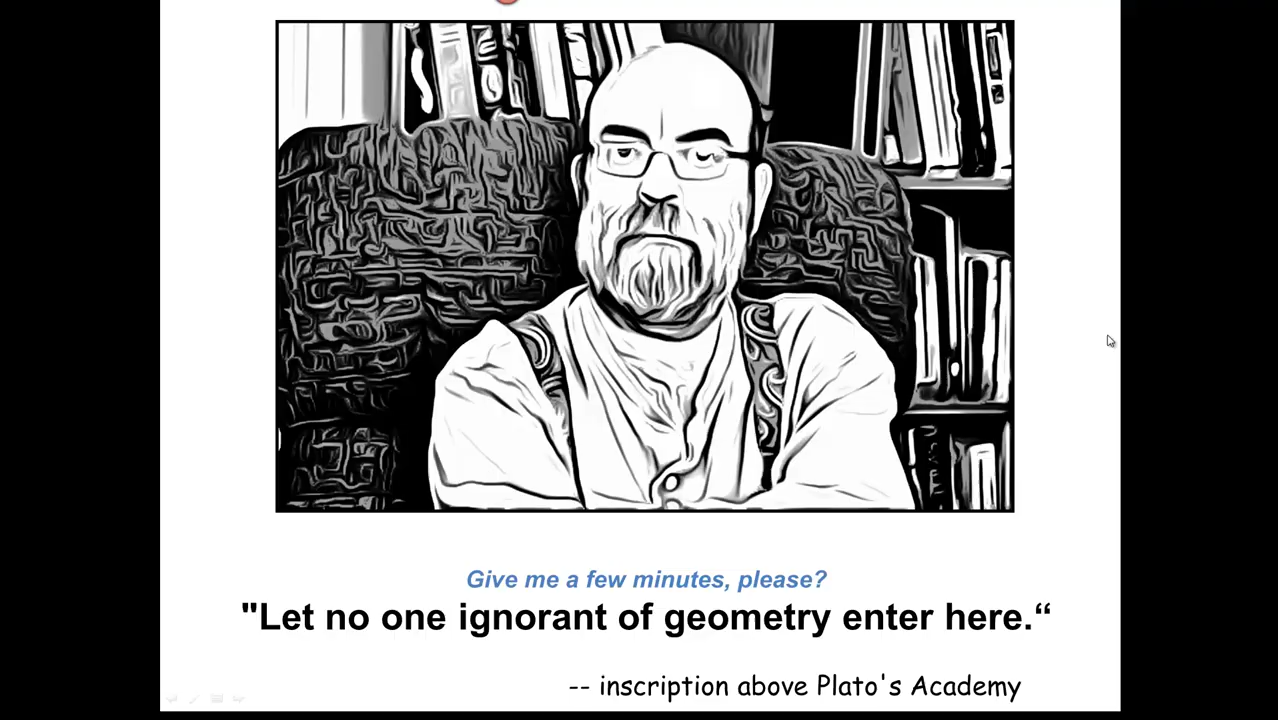 Give me a few minutes, please?
"Let no one ignorant of geometry enter here.“
-- inscription above Plato's Academy